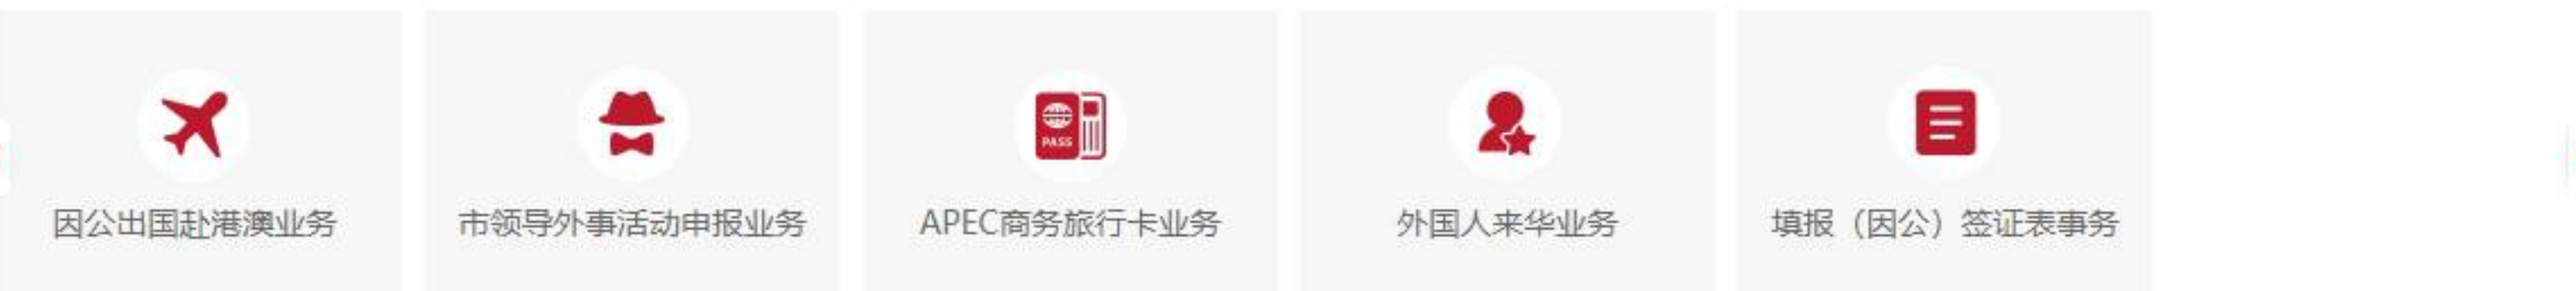 PASS
因公出国赴港澳业务
市领导外事活动申报业务
APEC商务旅行卡业务
外国人来华业务
填报（因公）签证表事务